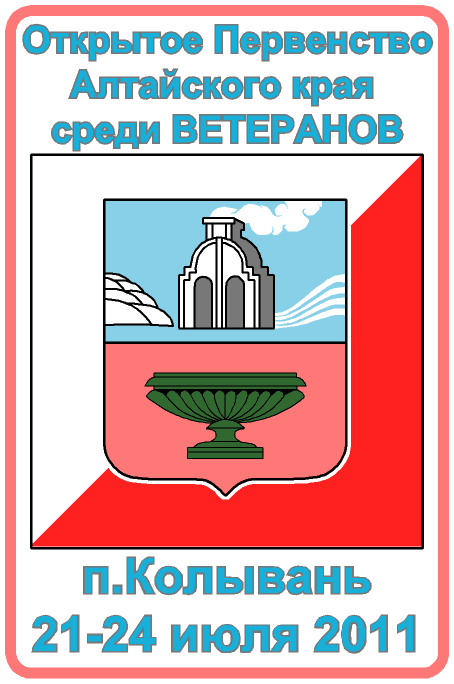 Открытое Первенство
Алтайского края
среди ВЕТЕРАНОВ
п.Колывань
21-24 июля 2011